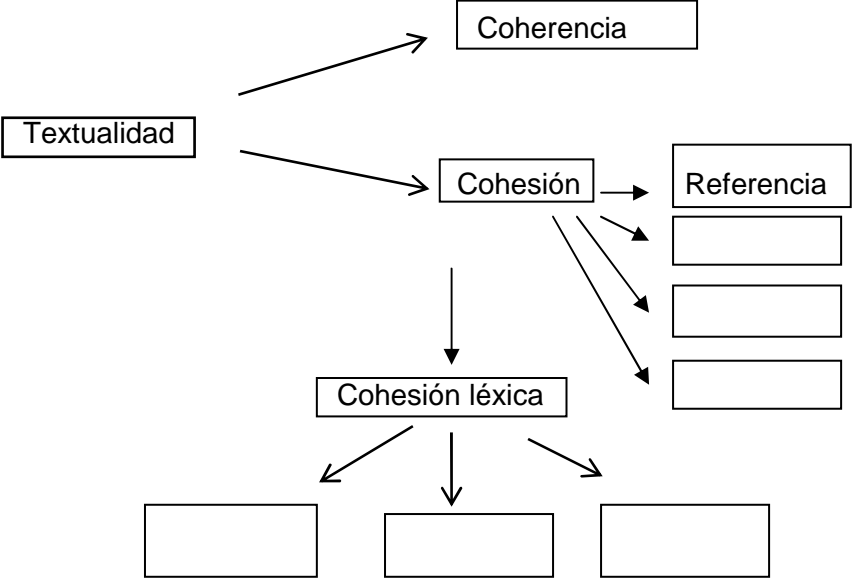 Coherencia
Textualidad
Cohesión
Referencia
Cohesión léxica